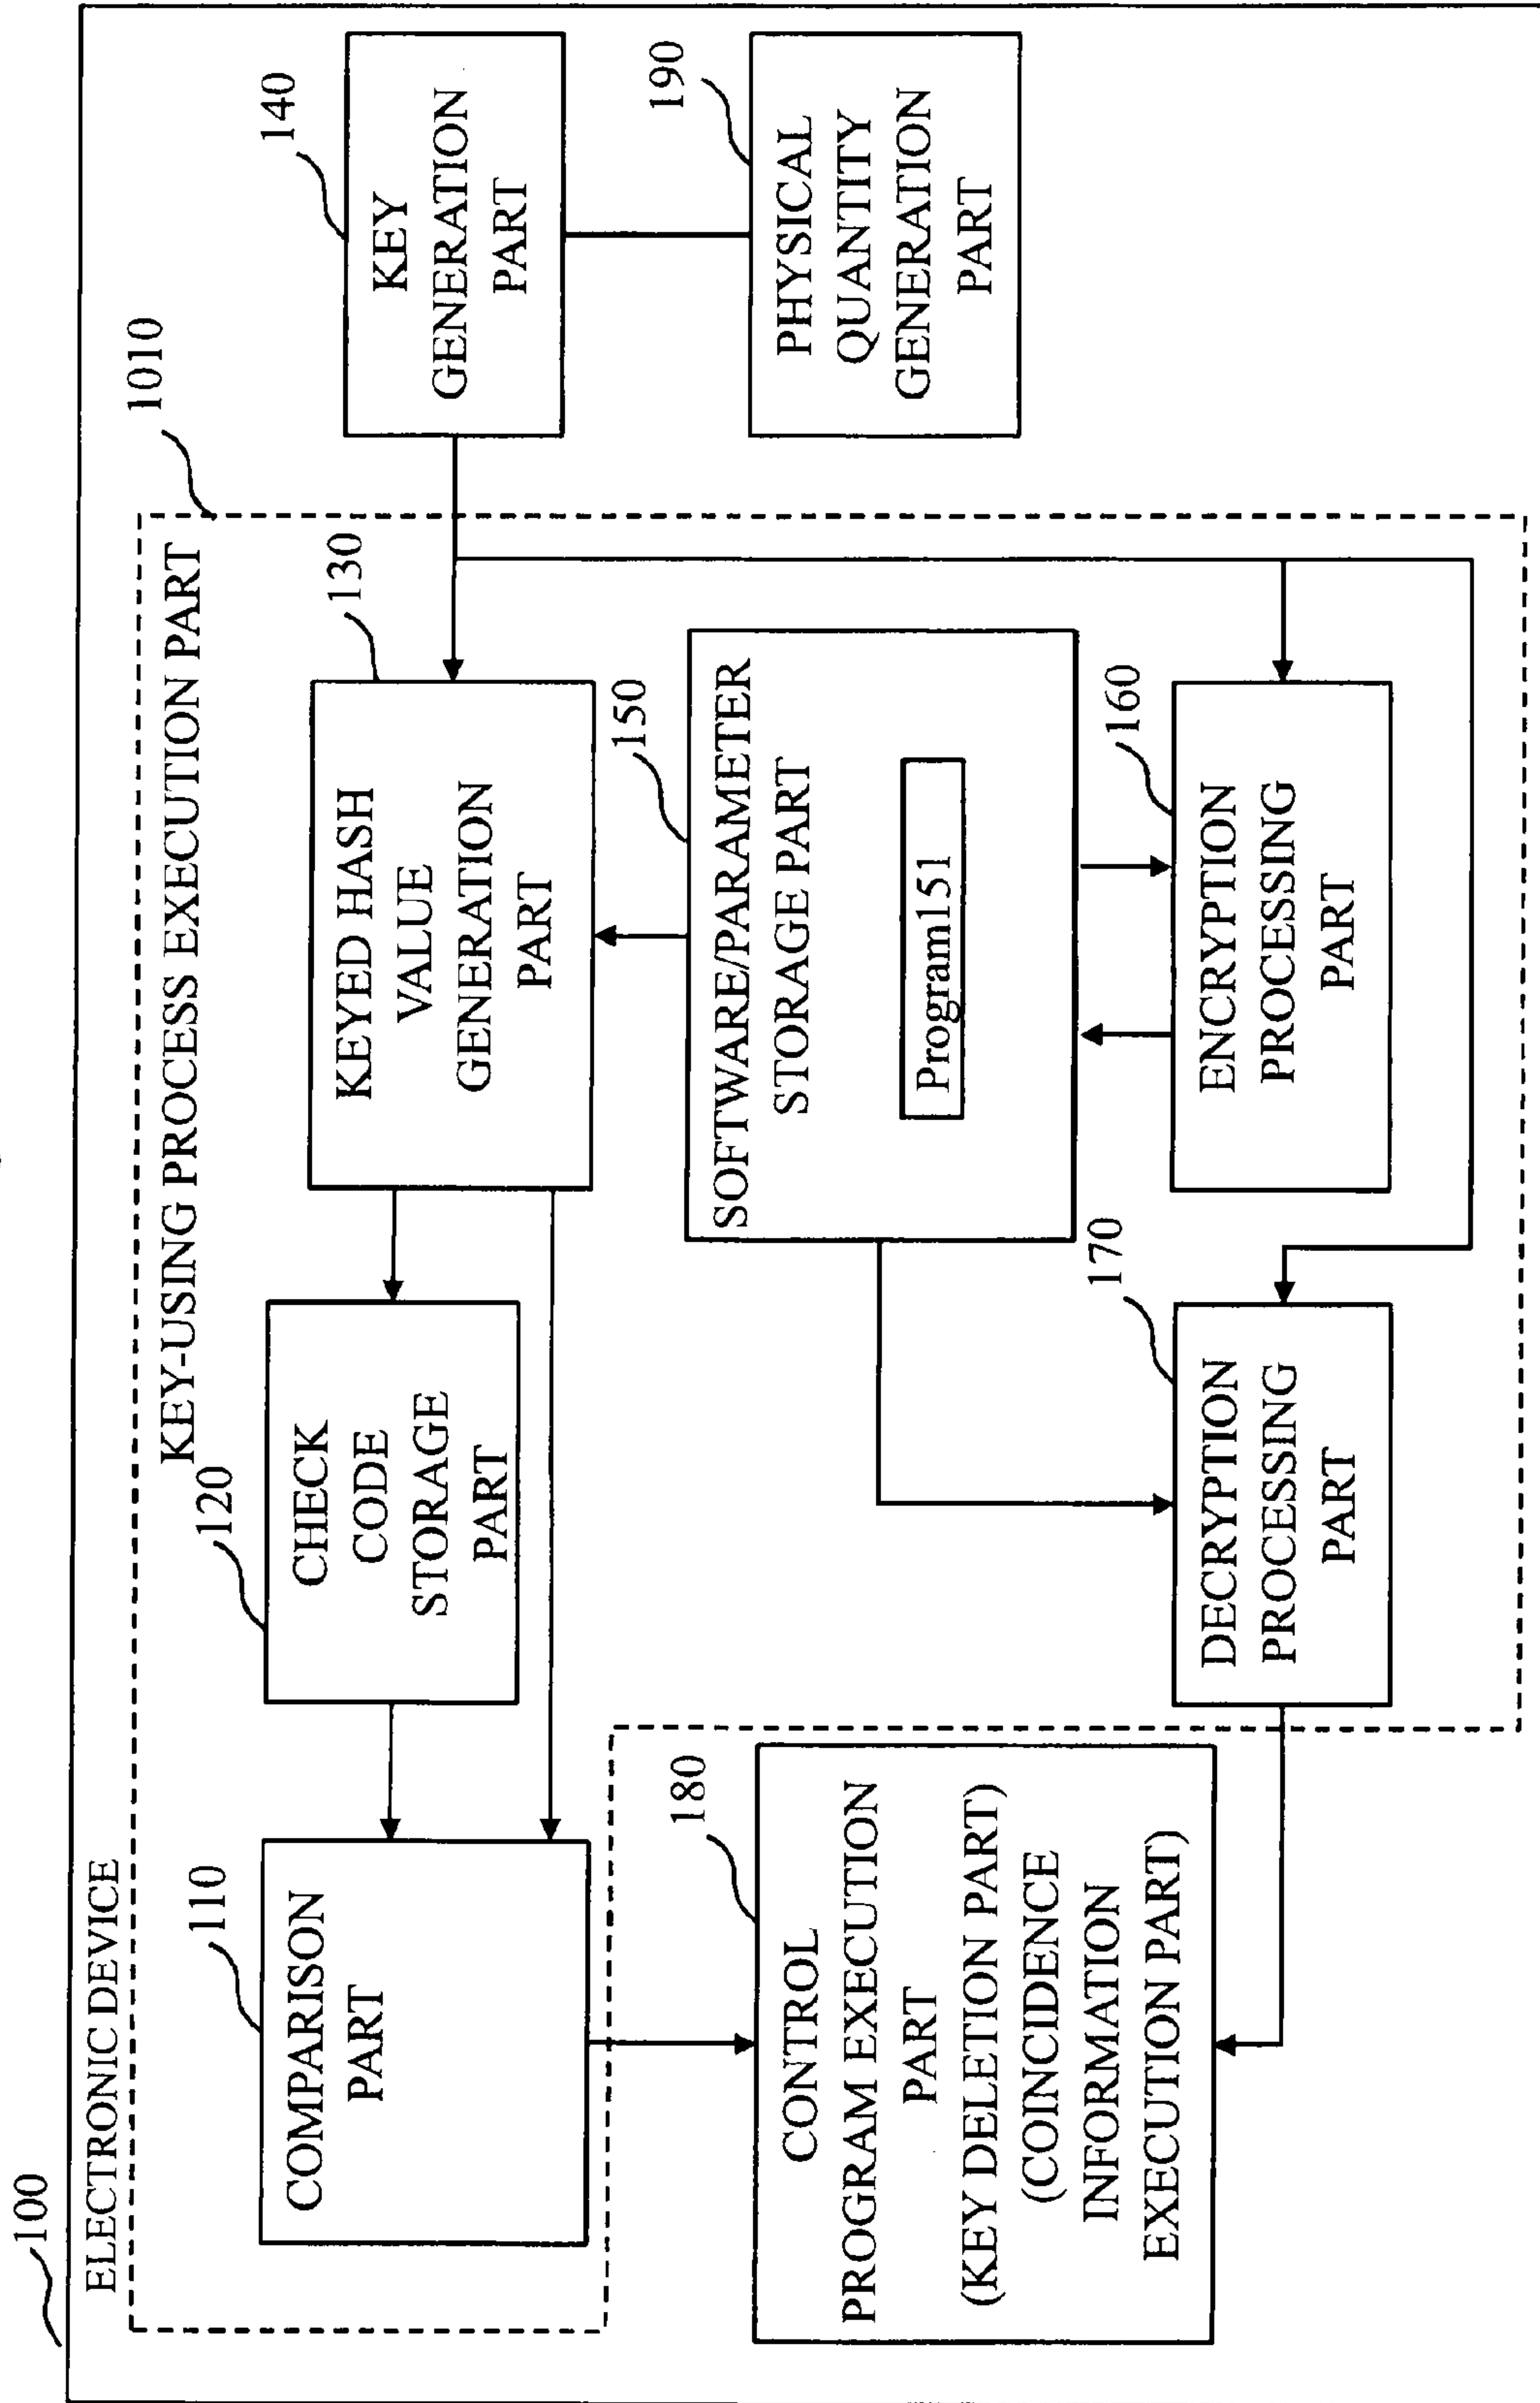 100
ELECTRONIC DEVICE
KEY-USING PROCESS EXECUTION PART
1010
110
COMPARISON
PART
120
CHECK
CODE
STORAGE
PART
130
KEYED HASH
VALUE
GENERATION
PART
140
KEY
GENERATION
PART
180
CONTROL
PROGRAM EXECUTION
PART
(KEY DELETION PART)
(COINCIDENCE
INFORMATION
EXECUTION PART)
150
SOFTWARE/PARAMETER
STORAGE PART
Program151
190
PHYSICAL
QUANTITY
GENERATION
PART
170
DECRYPTION
PROCESSING
PART
160
ENCRYPTION
PROCESSING
PART